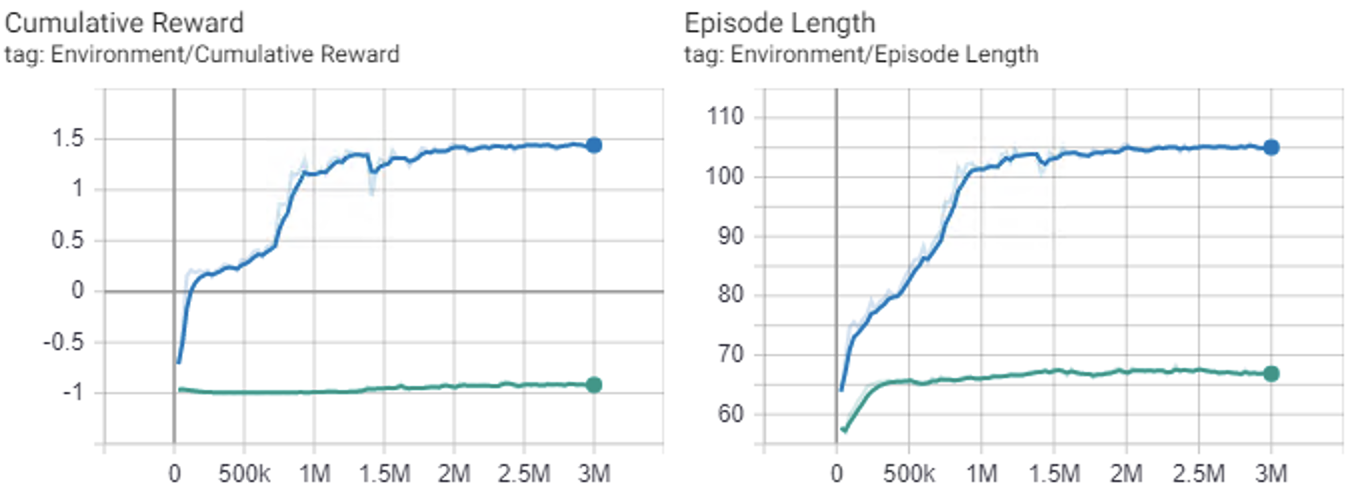 Cumulative Reward
tag: Environment/Cumulative Reward
1.5
1
0.5
0
-0.5
-1
0 500k 1M 1.5M 2M 2.5M 3M
Episode Length
tag: Environment/Episode Length
110
100
90
80
70
60
0 500k 1M 1.5M 2M 2.5M 3M